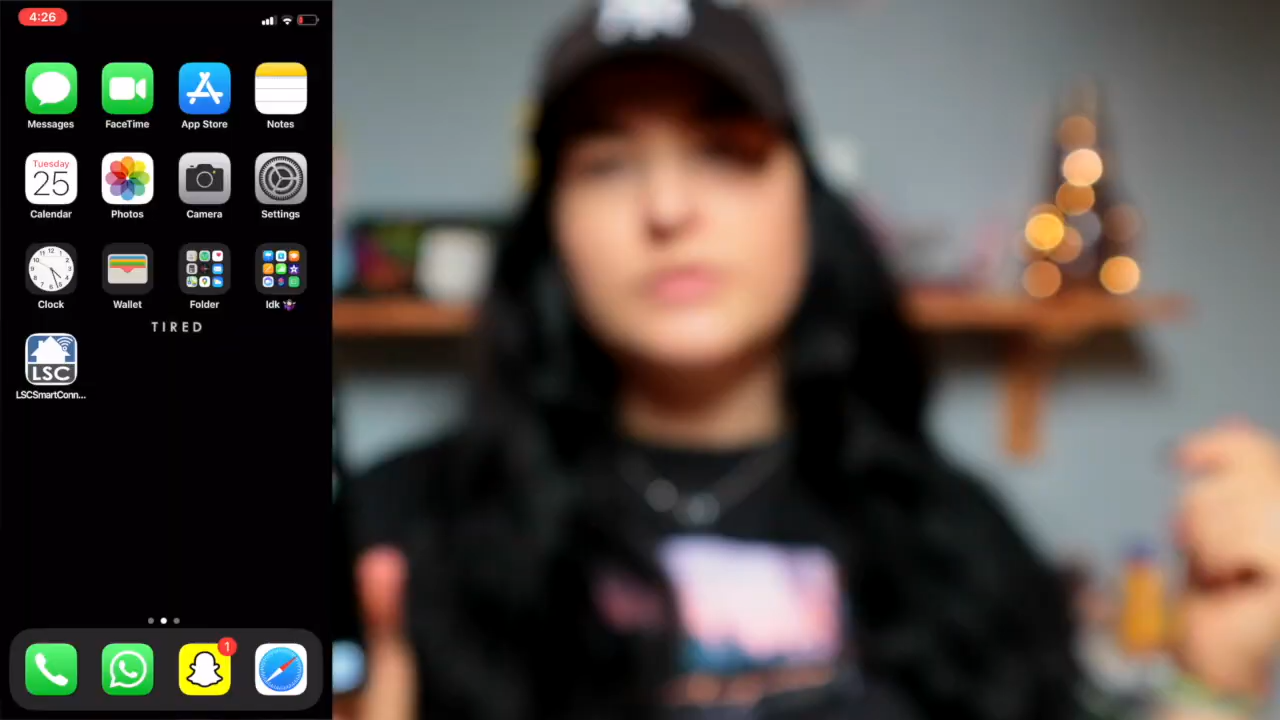 4:26
Messages
FaceTime
App Store
Notes
Tuesday
25
Calendar
Photos
Camera
Settings
Clock
Wallet
Folder
Idk
TIRED
LSC
LSCSmartConn...
1